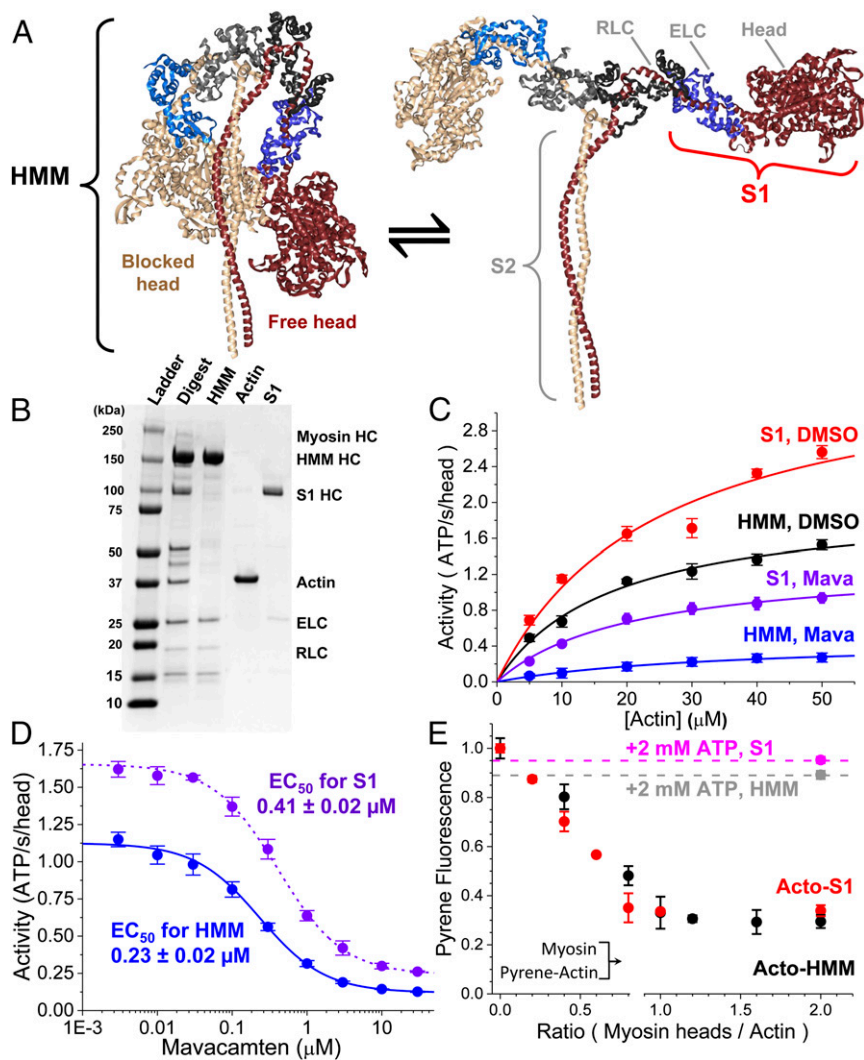 A
HMM
Blocked
head
Free head
RLC
ELC
Head
S1
S2
B
Ladder
Digest
HMM
Actin
S1
(kDa)
250
150
100
75
50
37
25
20
15
10
Myosin HC
HMM HC
S1 HC
Actin
ELC
RLC
C
Activity ( ATP/s/head )
2.8
2.4
2.0
1.6
1.2
0.8
0.4
0.0
S1, DMSO
HMM, DMSO
S1, Mava
HMM, Mava
0 10 20 30 40 50
[Actin] (μM)
D
Activity (ATP/s/head)
1.75
1.50
1.25
1.00
0.75
0.50
0.25
0.00
EC50 for S1
0.41 ± 0.02 μM
EC50 for HMM
0.23 ± 0.02 μM
1E-3 0.01 0.1 1 10
Mavacamten (μM)
E
Pyrene Fluorescence
1.0
0.8
0.6
0.4
0.2
0.0
+2 mM ATP, S1
+2 mM ATP, HMM
Acto-S1
Myosin
Pyrene-Actin
Acto-HMM
0.0 0.4 0.8 1.2 1.6 2.0
Ratio ( Myosin heads / Actin )